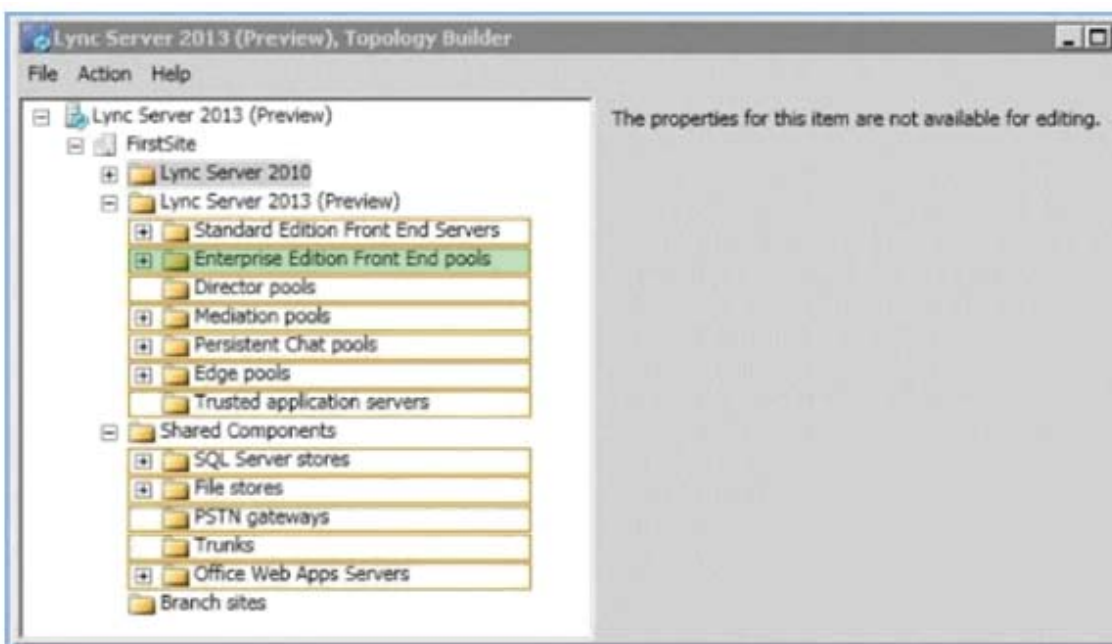 Lync Server 2013 (Preview), Topology Builder
File Action Help
Lync Server 2013 (Preview)
The properties for this item are not available for editing.
FirstSite
Lync Server 2010
Lync Server 2013 (Preview)
Standard Edition Front End Servers
Enterprise Edition Front End pools
Director pools
Mediation pools
Persistent Chat pools
Edge pools
Trusted application servers
Shared Components
SQL Server stores
File stores
PSTN gateways
Trunks
Office Web Apps Servers
Branch sites